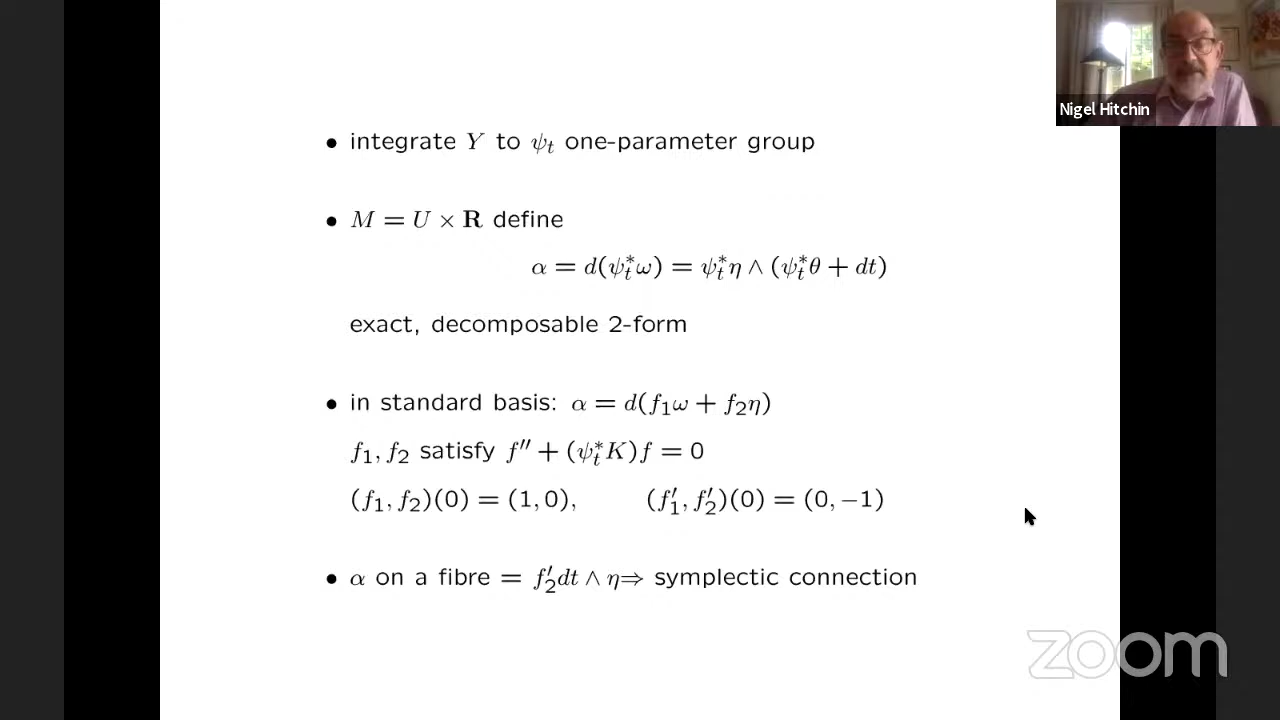 Nigel Hitchin
• integrate Y to ψ_t one-parameter group
• M = U × R define
α = d(ψ_t^*ω) = ψ_t^*η ∧ (ψ_t^*θ + dt)
exact, decomposable 2-form
• in standard basis: α = d(f_1ω + f_2η)
f_1, f_2 satisfy f'' + (ψ_t^*K)f = 0
(f_1, f_2)(0) = (1, 0), (f_1', f_2')(0) = (0, −1)
• α on a fibre = f_2'dt ∧ η⇒ symplectic connection
zoom